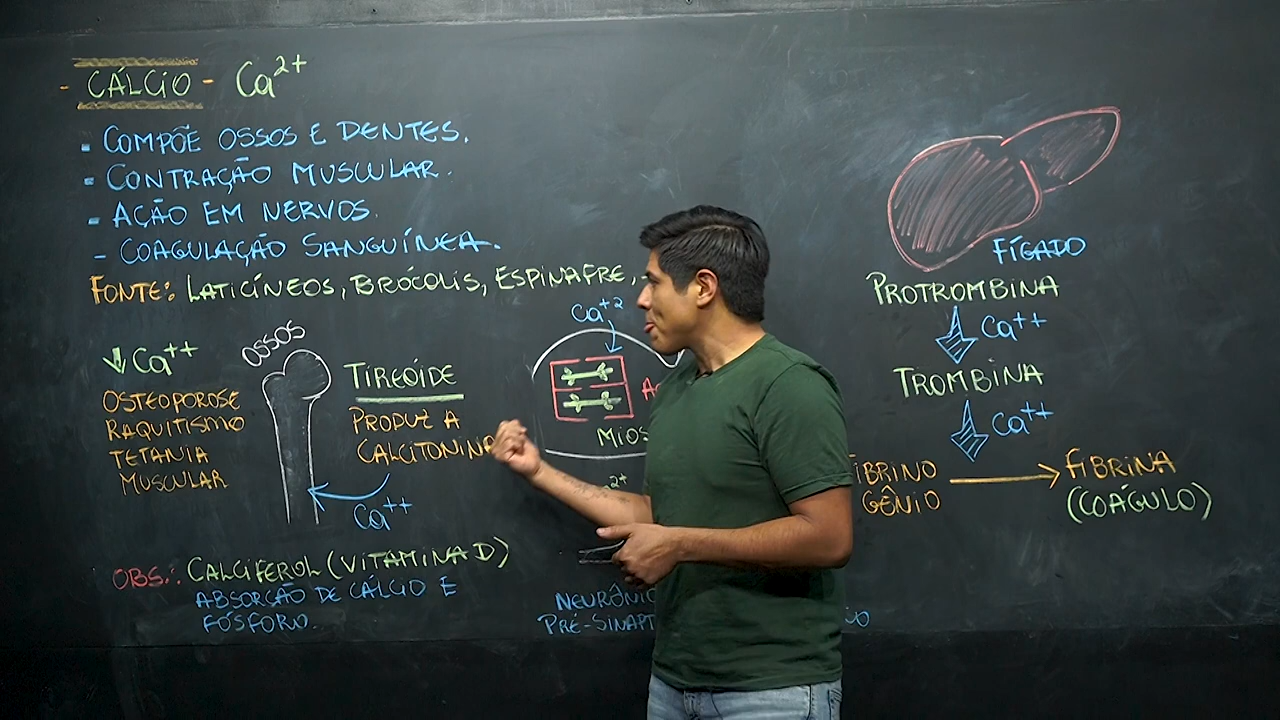 - CÁLCIO - Ca²⁺
- COMPÕE OSSOS E DENTES.
- CONTRAÇÃO MUSCULAR.
- AÇÃO EM NERVOS.
- COAGULAÇÃO SANGUÍNEA.
FONTE: LATICÍNEOS, BRÓCOLIS, ESPINAFRE,
↓ Ca⁺⁺
OSTEOPOROSE
RAQUITISMO
TETANIA
MUSCULAR
OSSOS
TIREÓIDE
PRODUZ A
CALCITONINA
Ca⁺⁺
OBS.: CALCIFEROL (VITAMINA D)
ABSORÇÃO DE CÁLCIO E
FÓSFORO.
Ca⁺²
2+
NEURÔNIO
FÍGADO
PROTROMBINA
Ca⁺⁺
TROMBINA
Ca⁺⁺
FIBRINO
GÊNIO
FIBRINA
(COÁGULO)